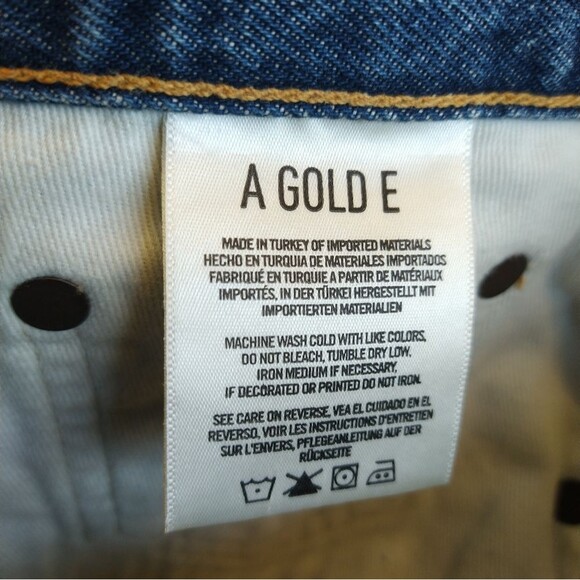 A GOLD E
MADE IN TURKEY OF IMPORTED MATERIALS
HECHO EN TURQUIA DE MATERIALES IMPORTADOS
FABRIQUÉ EN TURQUIE A PARTIR DE MATÉRIAUX
IMPORTÉS, IN DER TÜRKEI HERGESTELLT MIT
IMPORTIERTEN MATERIALIEN
MACHINE WASH COLD WITH LIKE COLORS,
DO NOT BLEACH, TUMBLE DRY LOW.
IRON MEDIUM IF NECESSARY.
IF DECORATED OR PRINTED DO NOT IRON.
SEE CARE ON REVERSE, VEA EL CUIDADO EN EL
REVERSO, VOIR LES INSTRUCTIONS D'ENTRETIEN
SUR L'ENVERS, PFLEGEANLEITUNG AUF DER
RÜCKSEITE